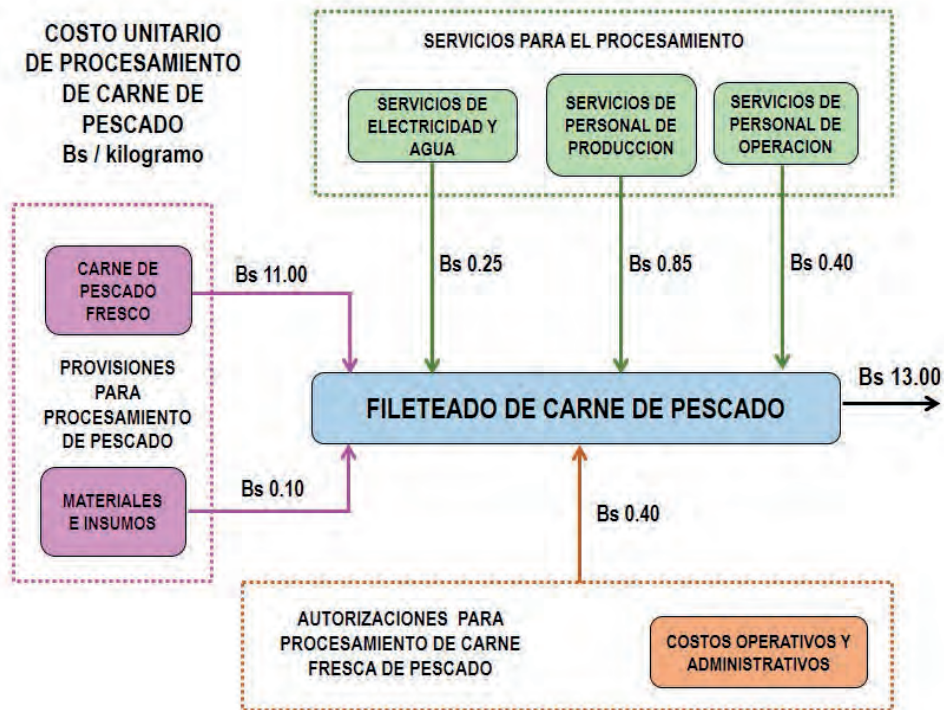 COSTO UNITARIO
DE PROCESAMIENTO
DE CARNE DE
PESCADO
Bs / kilogramo
SERVICIOS PARA EL PROCESAMIENTO
SERVICIOS DE
ELECTRICIDAD Y
AGUA
SERVICIOS DE
PERSONAL DE
PRODUCCION
SERVICIOS DE
PERSONAL DE
OPERACION
Bs 0.25
Bs 0.85
Bs 0.40
CARNE DE
PESCADO
FRESCO
Bs 11.00
PROVISIONES
PARA
PROCESAMIENTO
DE PESCADO
MATERIALES
E INSUMOS
Bs 0.10
FILETEADO DE CARNE DE PESCADO
Bs 13.00
Bs 0.40
AUTORIZACIONES PARA
PROCESAMIENTO DE CARNE
FRESCA DE PESCADO
COSTOS OPERATIVOS Y
ADMINISTRATIVOS